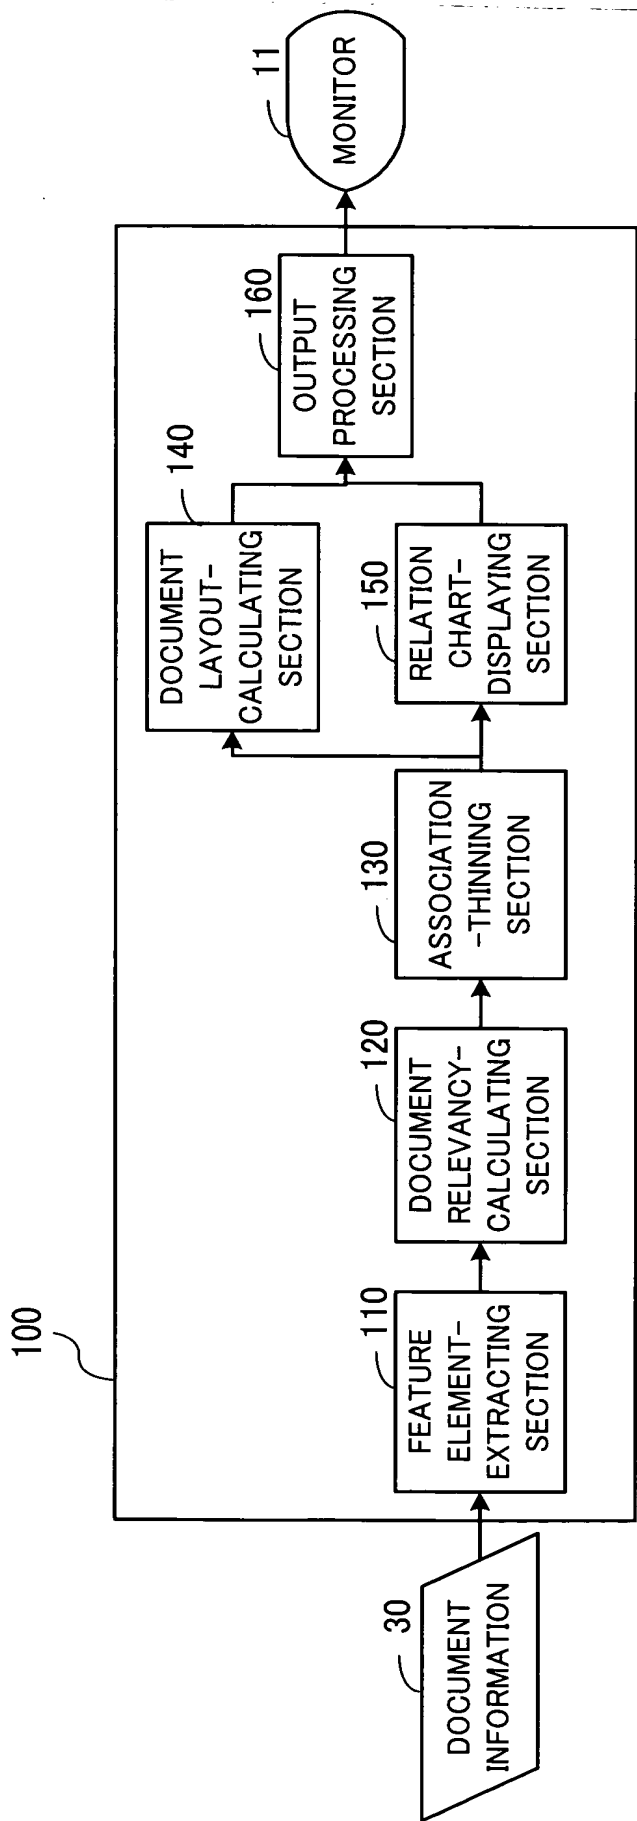 100
30
DOCUMENT
INFORMATION
110
FEATURE
ELEMENT-
EXTRACTING
SECTION
120
DOCUMENT
RELEVANCY-
CALCULATING
SECTION
130
ASSOCIATION
-THINNING
SECTION
140
DOCUMENT
LAYOUT-
CALCULATING
SECTION
150
RELATION
CHART-
DISPLAYING
SECTION
160
OUTPUT
PROCESSING
SECTION
11
MONITOR